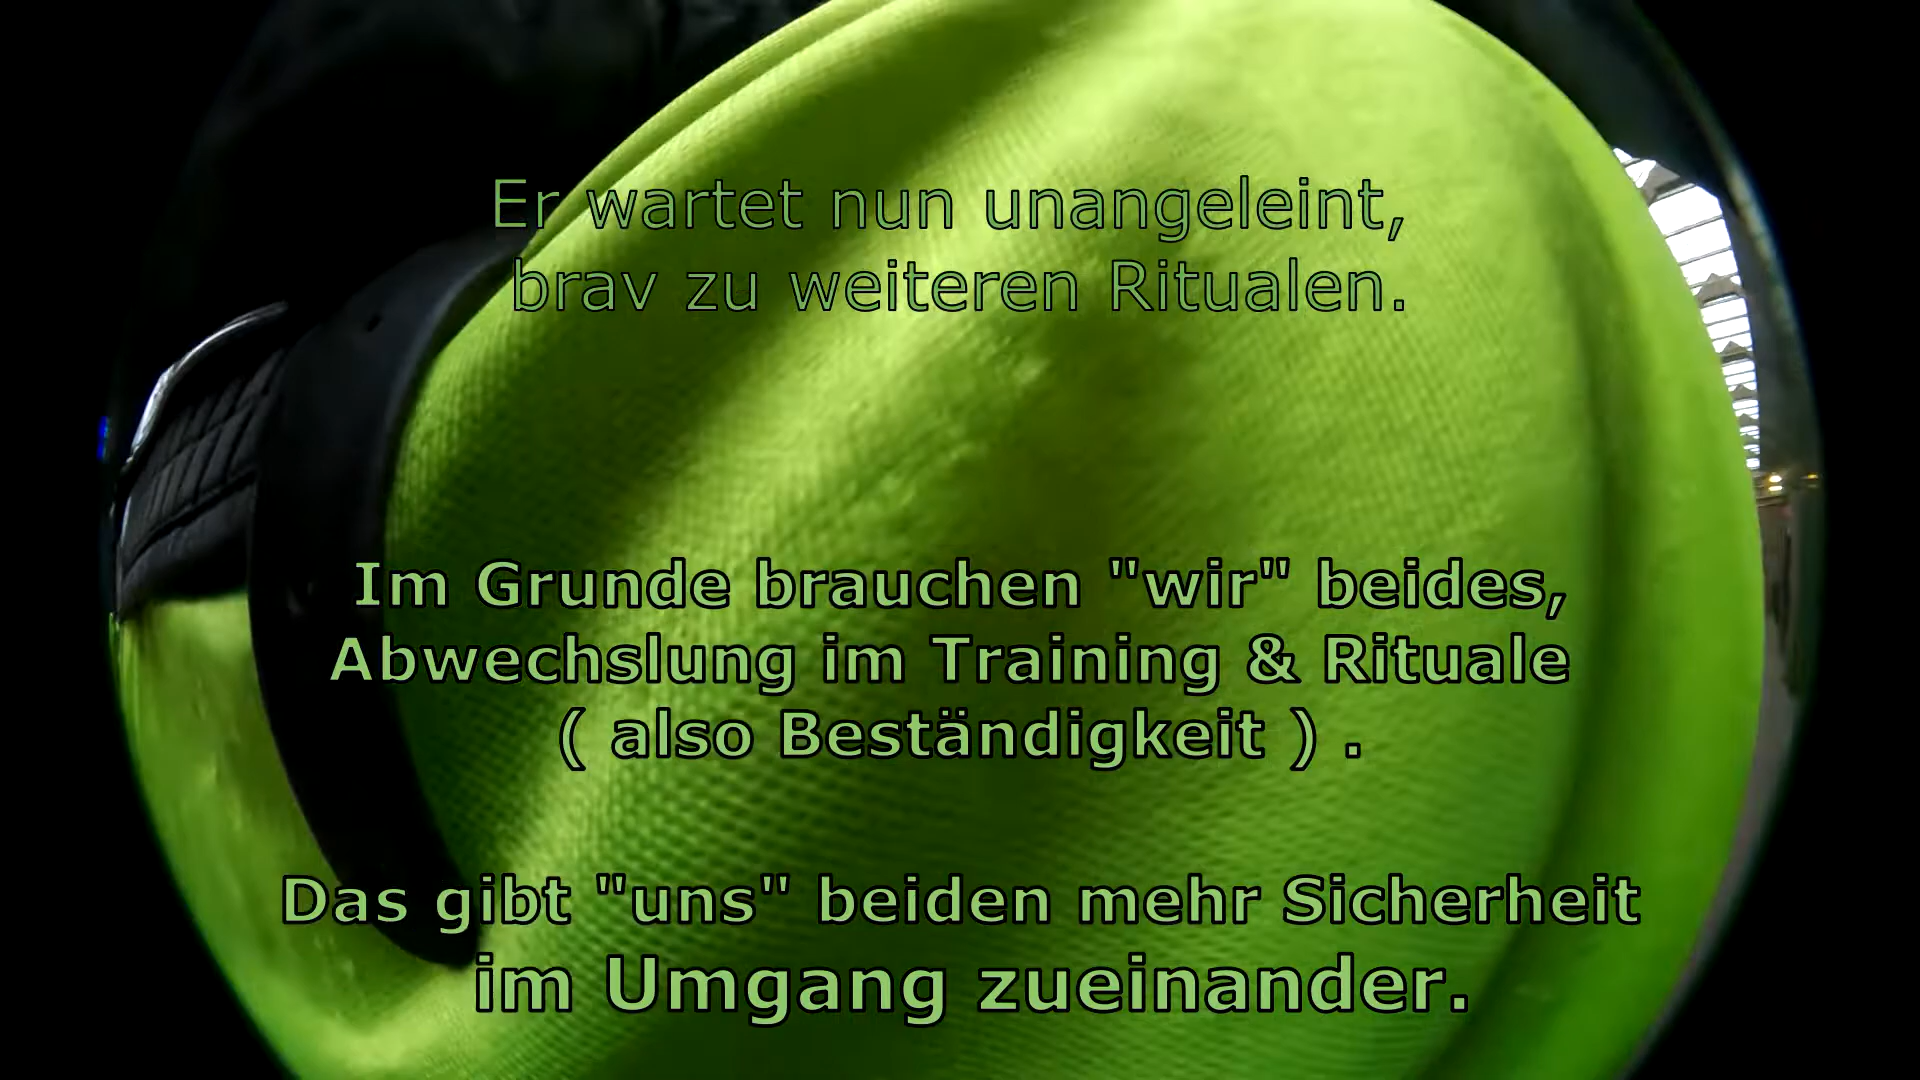 Er wartet nun unangeleint,
brav zu weiteren Ritualen.
Im Grunde brauchen "wir" beides,
Abwechslung im Training & Rituale
( also Beständigkeit ) .
Das gibt "uns" beiden mehr Sicherheit
im Umgang zueinander.